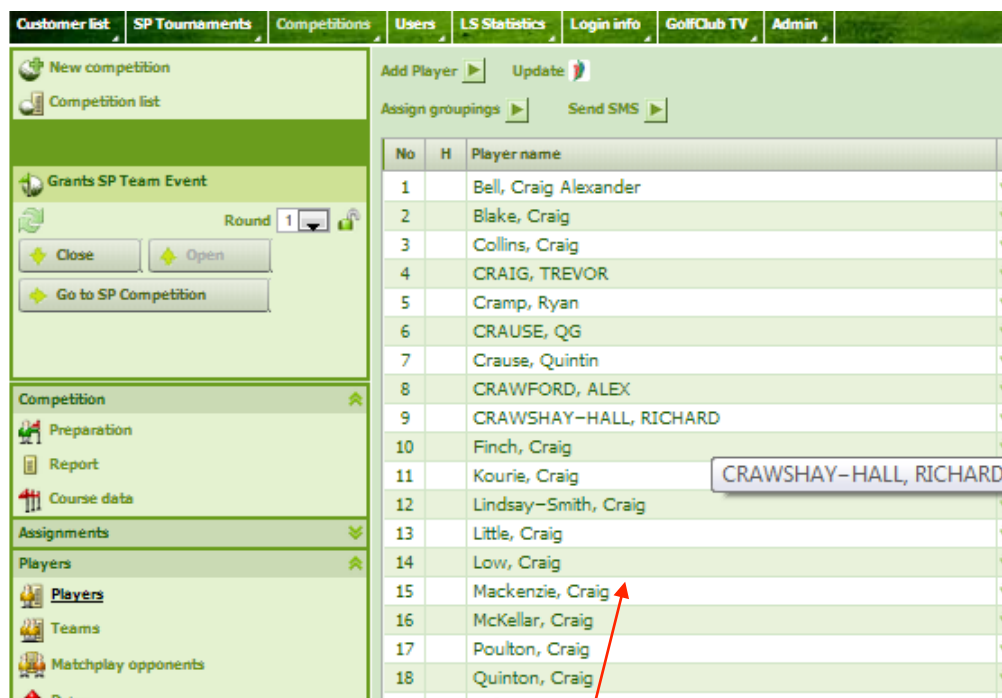 Customer list SP Tournaments Competitions Users LS Statistics Login info GolfClub TV Admin
New competition
Competition list
Grants SP Team Event
Round 1
Close Open
Go to SP Competition
Competition
Preparation
Report
Course data
Assignments
Players
Players
Teams
Matchplay opponents
Add Player Update
Assign groupings Send SMS
No H Player name
1 Bell, Craig Alexander
2 Blake, Craig
3 Collins, Craig
4 CRAIG, TREVOR
5 Cramp, Ryan
6 CRAUSE, QG
7 Crause, Quintin
8 CRAWFORD, ALEX
9 CRAWSHAY-HALL, RICHARD
10 Finch, Craig
11 Kourie, Craig
CRAWSHAY-HALL, RICHARD
12 Lindsay-Smith, Craig
13 Little, Craig
14 Low, Craig
15 Mackenzie, Craig
16 McKellar, Craig
17 Poulton, Craig
18 Quinton, Craig